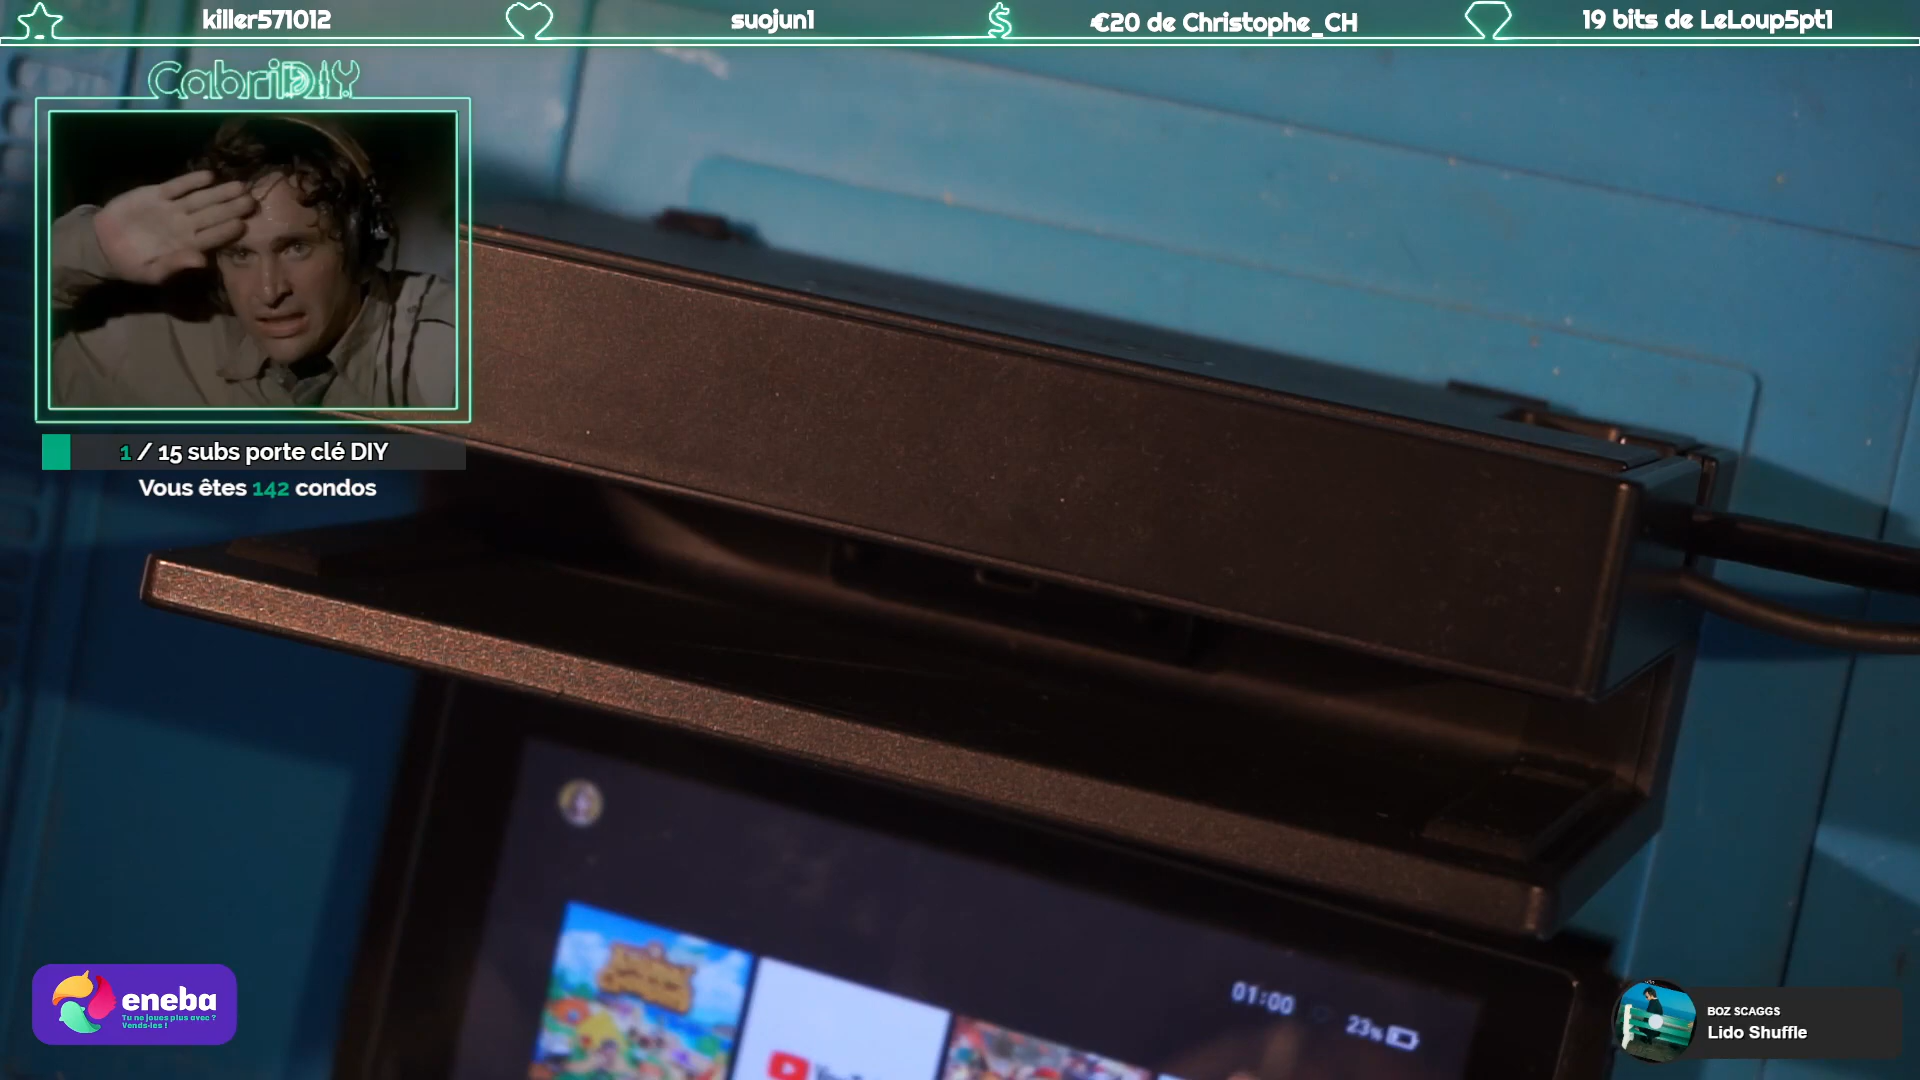 killer571012
suojun1
€20 de Christophe_CH
19 bits de LeLoup5pt1
CabriDIY
1 / 15 subs porte clé DIY
Vous êtes 142 condos
01:00
23%
eneba
Tu ne joues plus avec ?
Vends-les !
BOZ SCAGGS
Lido Shuffle